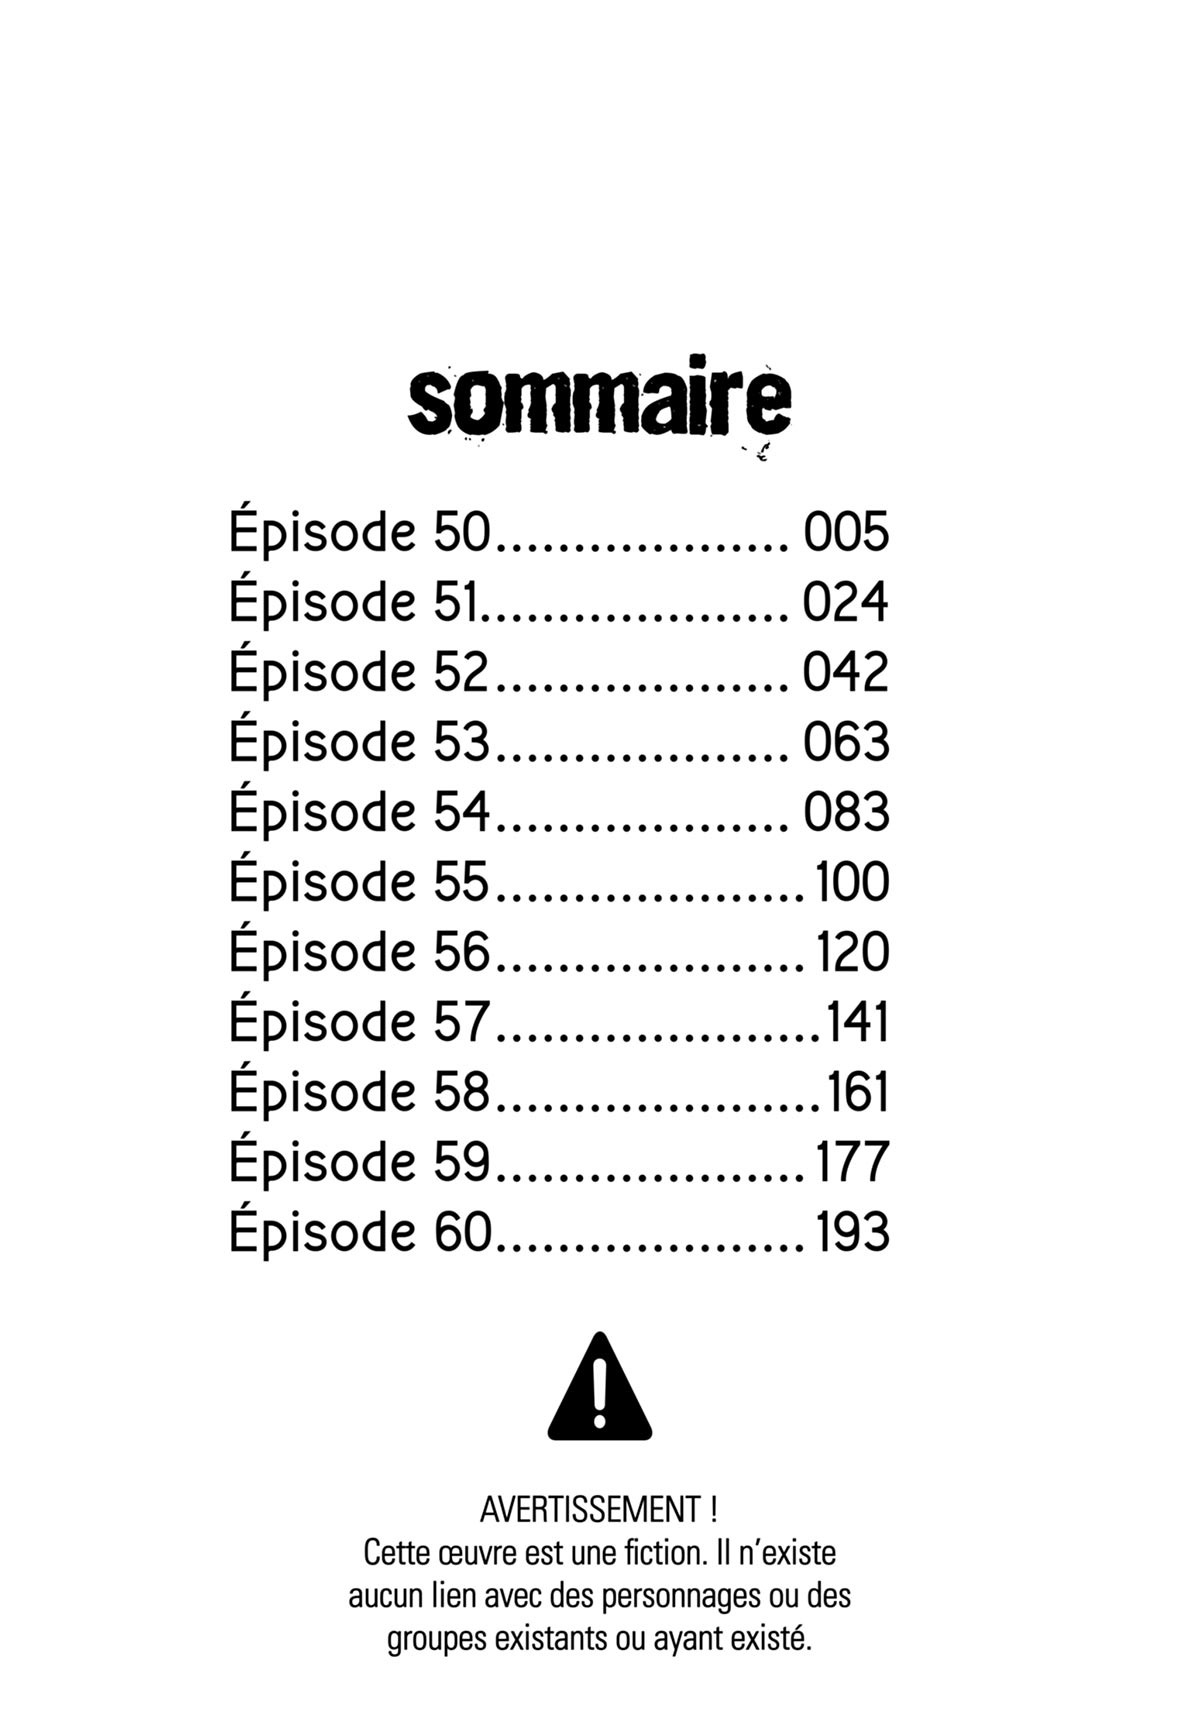 sommaire
Épisode 50................... 005
Épisode 51.................... 024
Épisode 52................... 042
Épisode 53................... 063
Épisode 54................... 083
Épisode 55.................... 100
Épisode 56.................... 120
Épisode 57.....................141
Épisode 58.....................161
Épisode 59.................... 177
Épisode 60.................... 193
AVERTISSEMENT !
Cette œuvre est une fiction. Il n’existe
aucun lien avec des personnages ou des
groupes existants ou ayant existé.